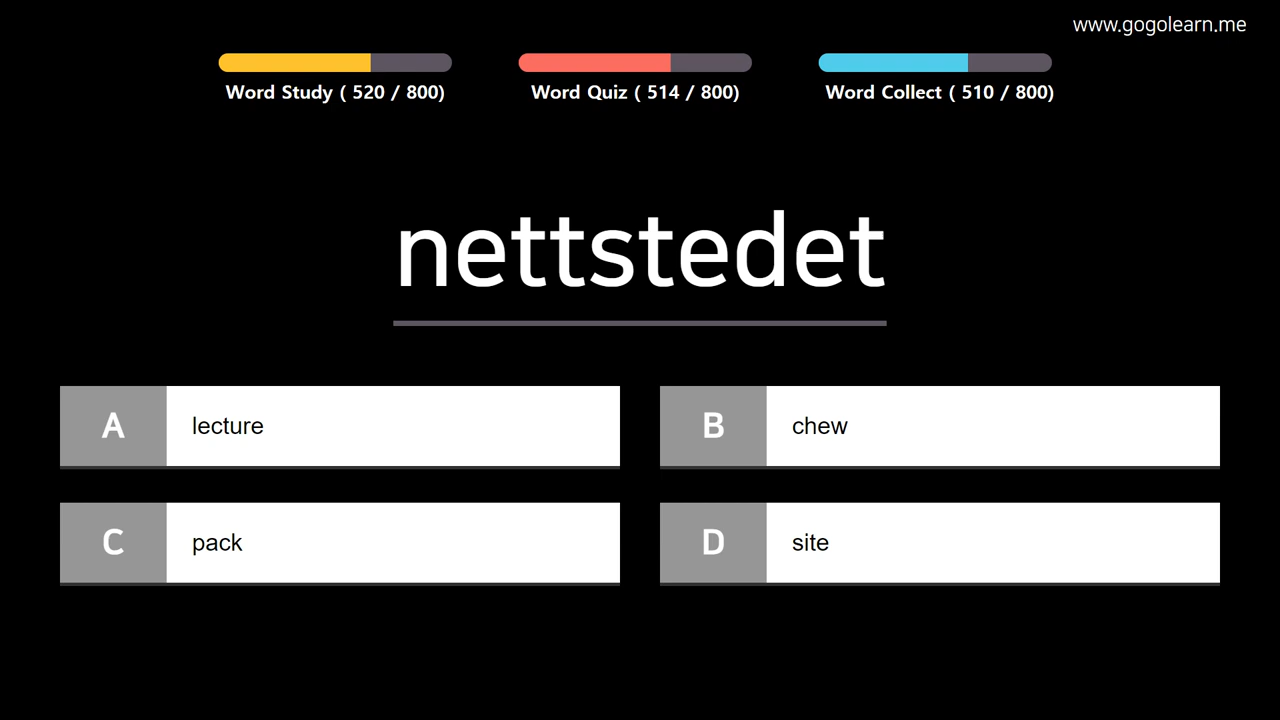 www.gogolearn.me
Word Study ( 520 / 800)
Word Quiz ( 514 / 800)
Word Collect ( 510 / 800)
nettstedet
A lecture
B chew
C pack
D site